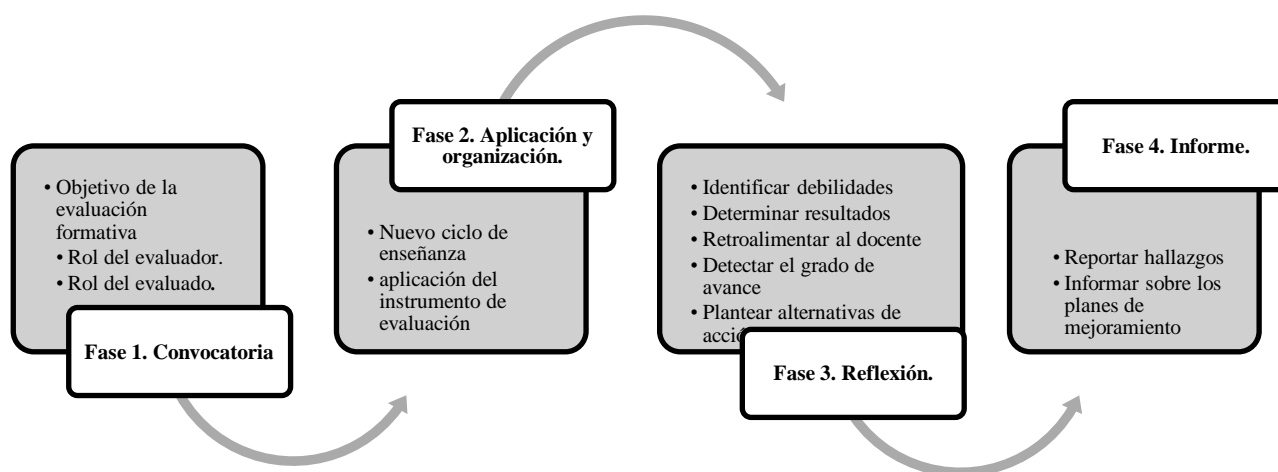 • Objetivo de la
evaluación
formativa
• Rol del evaluador.
• Rol del evaluado.
Fase 1. Convocatoria
Fase 2. Aplicación y
organización.
• Nuevo ciclo de
enseñanza
• aplicación del
instrumento de
evaluación
• Identificar debilidades
• Determinar resultados
• Retroalimentar al docente
• Detectar el grado de
avance
• Plantear alternativas de
Fase 3. Reflexión.
Fase 4. Informe.
• Reportar hallazgos
• Informar sobre los
planes de
mejoramiento